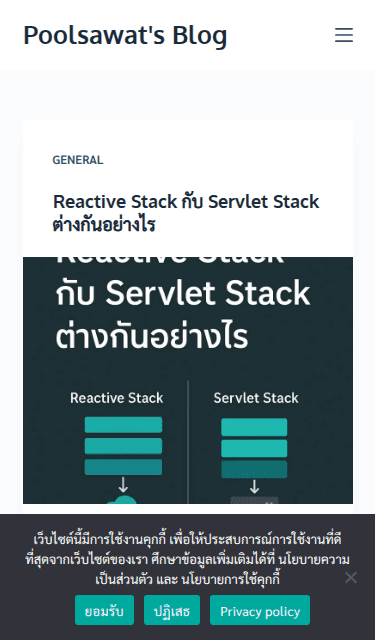 Poolsawat's Blog
GENERAL
Reactive Stack กับ Servlet Stack
ต่างกันอย่างไร
Reactive Stack
กับ Servlet Stack
ต่างกันอย่างไร
Reactive Stack
Servlet Stack
เว็บไซต์นี้มีการใช้งานคุกกี้ เพื่อให้ประสบการณ์การใช้งานที่ดี
ที่สุดจากเว็บไซต์ของเรา ศึกษาข้อมูลเพิ่มเติมได้ที่ นโยบายความ
เป็นส่วนตัว และ นโยบายการใช้คุกกี้
ยอมรับ
ปฏิเสธ
Privacy policy